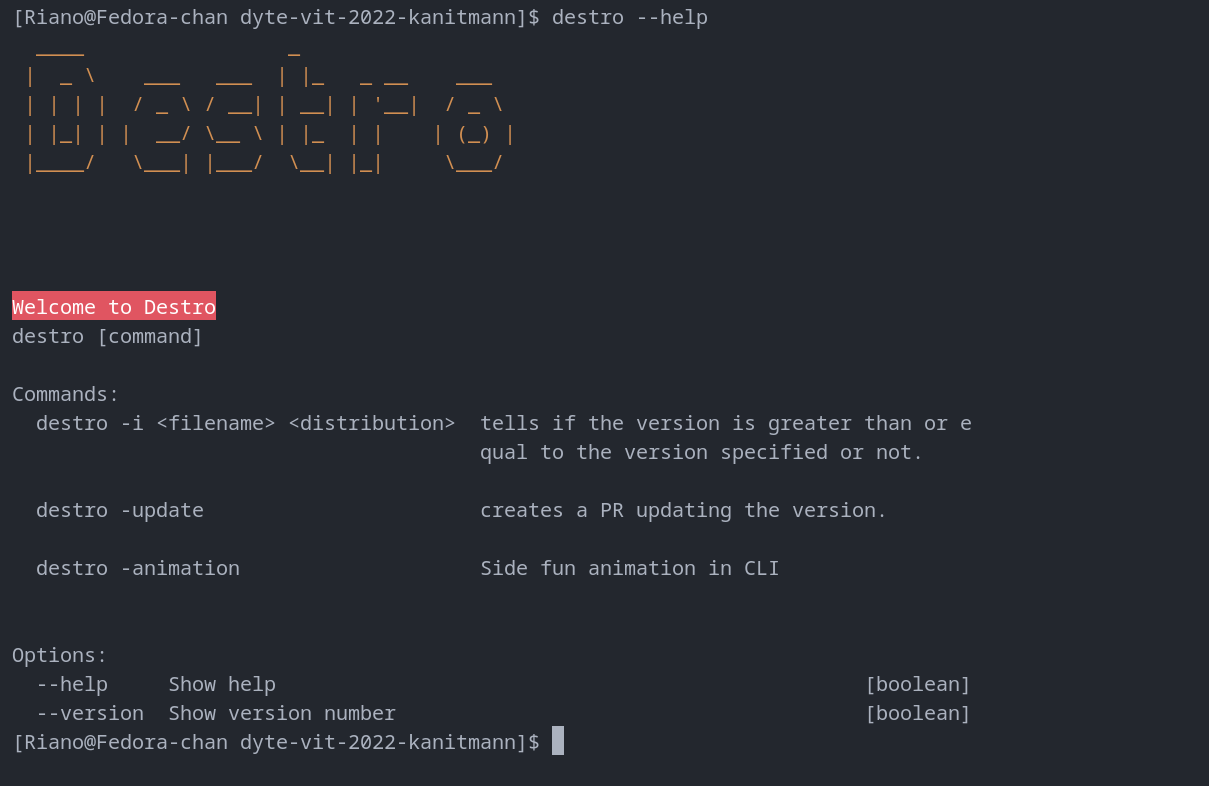 [Riano@Fedora-chan dyte-vit-2022-kanitmann]$ destro --help
Destro
Welcome to Destro
destro [command]
Commands:
destro -i <filename> <distribution>  tells if the version is greater than or e
qual to the version specified or not.
destro -update  creates a PR updating the version.
destro -animation  Side fun animation in CLI
Options:
--help  Show help  [boolean]
--version  Show version number  [boolean]
[Riano@Fedora-chan dyte-vit-2022-kanitmann]$